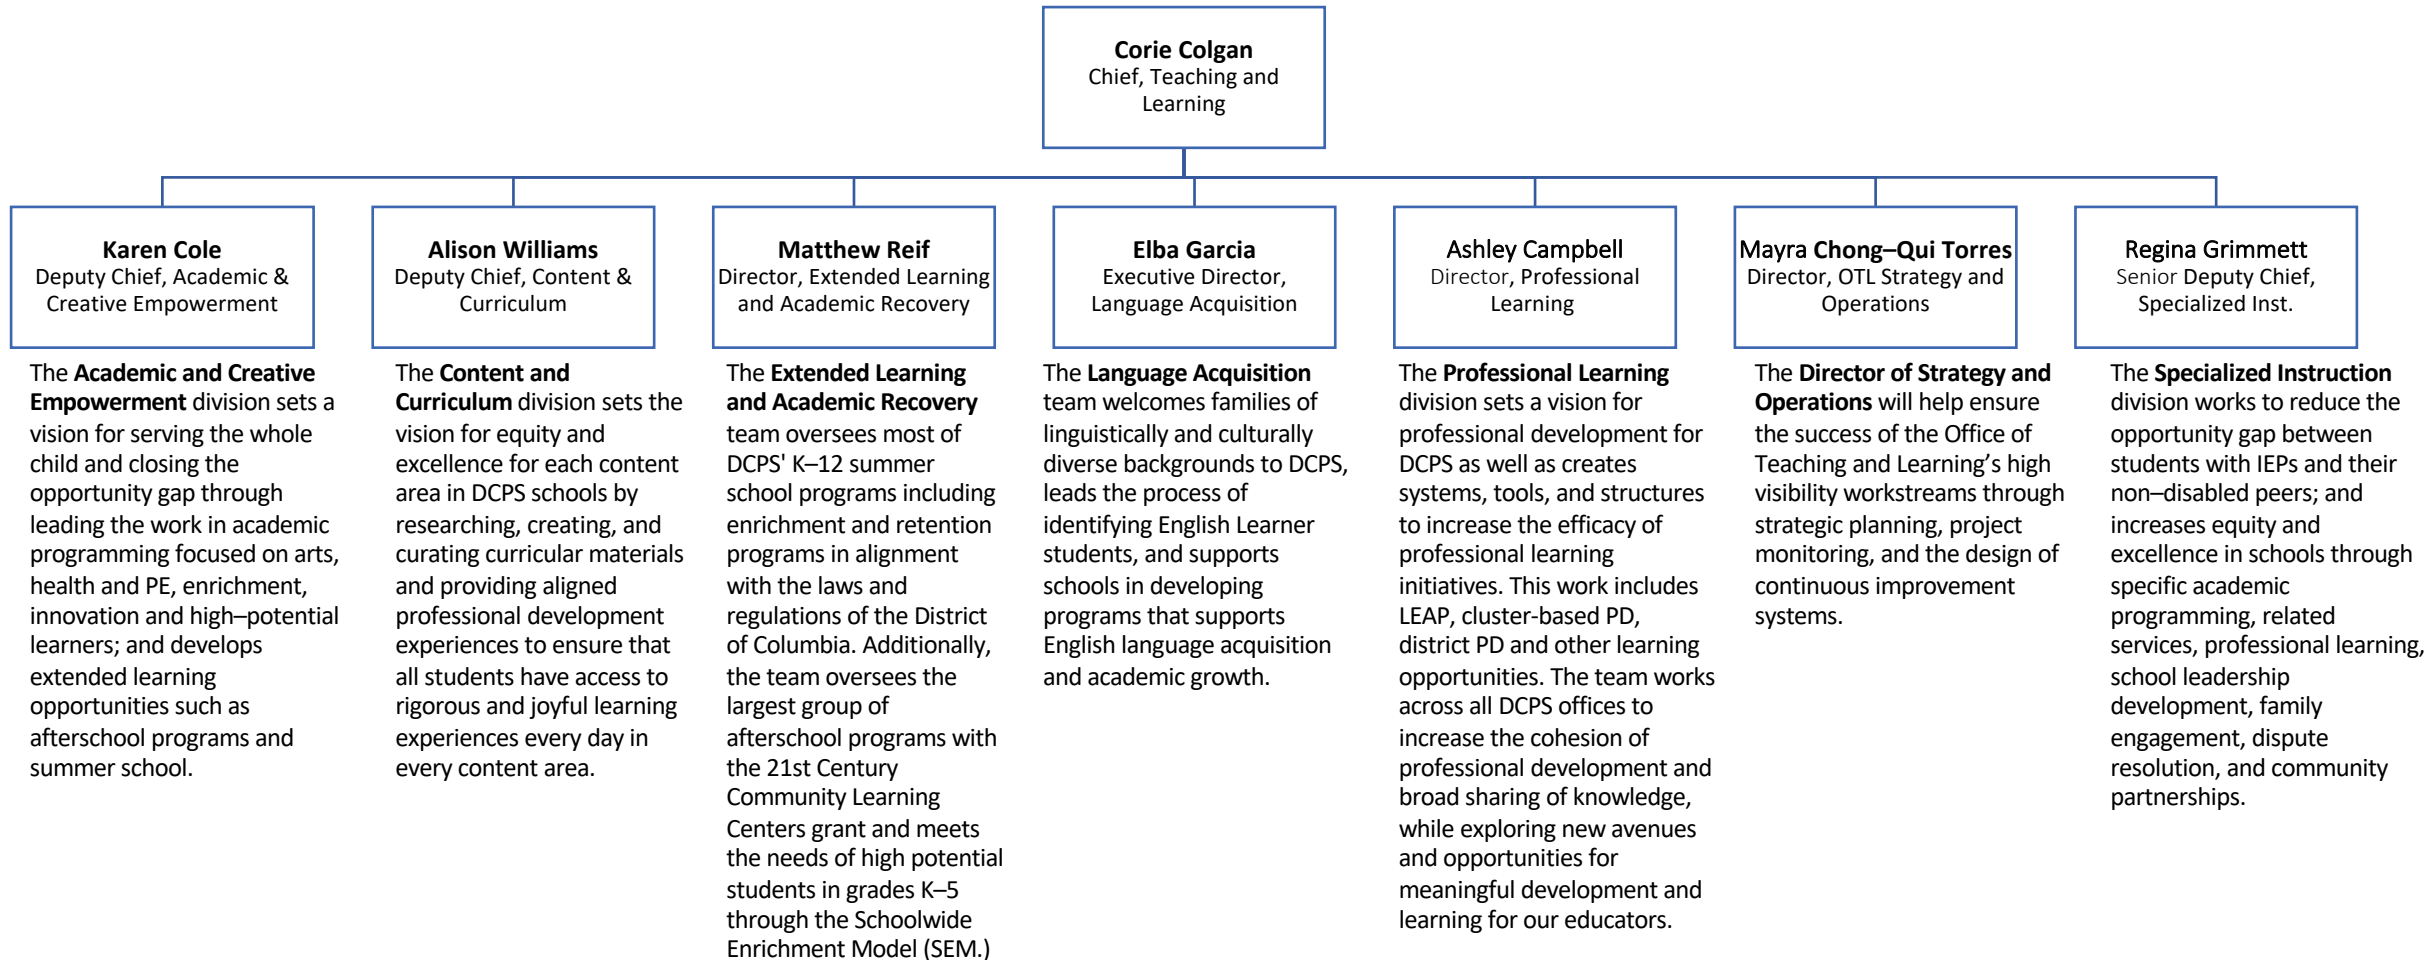 Corie Colgan
Chief, Teaching and
Learning
Karen Cole
Deputy Chief, Academic &
Creative Empowerment
Alison Williams
Deputy Chief, Content &
Curriculum
Matthew Reif
Director, Extended Learning
and Academic Recovery
Elba Garcia
Executive Director,
Language Acquisition
Ashley Campbell
Director, Professional
Learning
Mayra Chong–Qui Torres
Director, OTL Strategy and
Operations
Regina Grimmett
Senior Deputy Chief,
Specialized Inst.
The Academic and Creative
Empowerment division sets a
vision for serving the whole
child and closing the
opportunity gap through
leading the work in academic
programming focused on arts,
health and PE, enrichment,
innovation and high–potential
learners; and develops
extended learning
opportunities such as
afterschool programs and
summer school.
The Content and
Curriculum division sets the
vision for equity and
excellence for each content
area in DCPS schools by
researching, creating, and
curating curricular materials
and providing aligned
professional development
experiences to ensure that
all students have access to
rigorous and joyful learning
experiences every day in
every content area.
The Extended Learning
and Academic Recovery
team oversees most of
DCPS' K–12 summer
school programs including
enrichment and retention
programs in alignment
with the laws and
regulations of the District
of Columbia. Additionally,
the team oversees the
largest group of
afterschool programs with
the 21st Century
Community Learning
Centers grant and meets
the needs of high potential
students in grades K–5
through the Schoolwide
Enrichment Model (SEM.)
The Language Acquisition
team welcomes families of
linguistically and culturally
diverse backgrounds to DCPS,
leads the process of
identifying English Learner
students, and supports
schools in developing
programs that supports
English language acquisition
and academic growth.
The Professional Learning
division sets a vision for
professional development for
DCPS as well as creates
systems, tools, and structures
to increase the efficacy of
professional learning
initiatives. This work includes
LEAP, cluster-based PD,
district PD and other learning
opportunities. The team works
across all DCPS offices to
increase the cohesion of
professional development and
broad sharing of knowledge,
while exploring new avenues
and opportunities for
meaningful development and
learning for our educators.
The Director of Strategy and
Operations will help ensure
the success of the Office of
Teaching and Learning’s high
visibility workstreams through
strategic planning, project
monitoring, and the design of
continuous improvement
systems.
The Specialized Instruction
division works to reduce the
opportunity gap between
students with IEPs and their
non–disabled peers; and
increases equity and
excellence in schools through
specific academic
programming, related
services, professional learning,
school leadership
development, family
engagement, dispute
resolution, and community
partnerships.